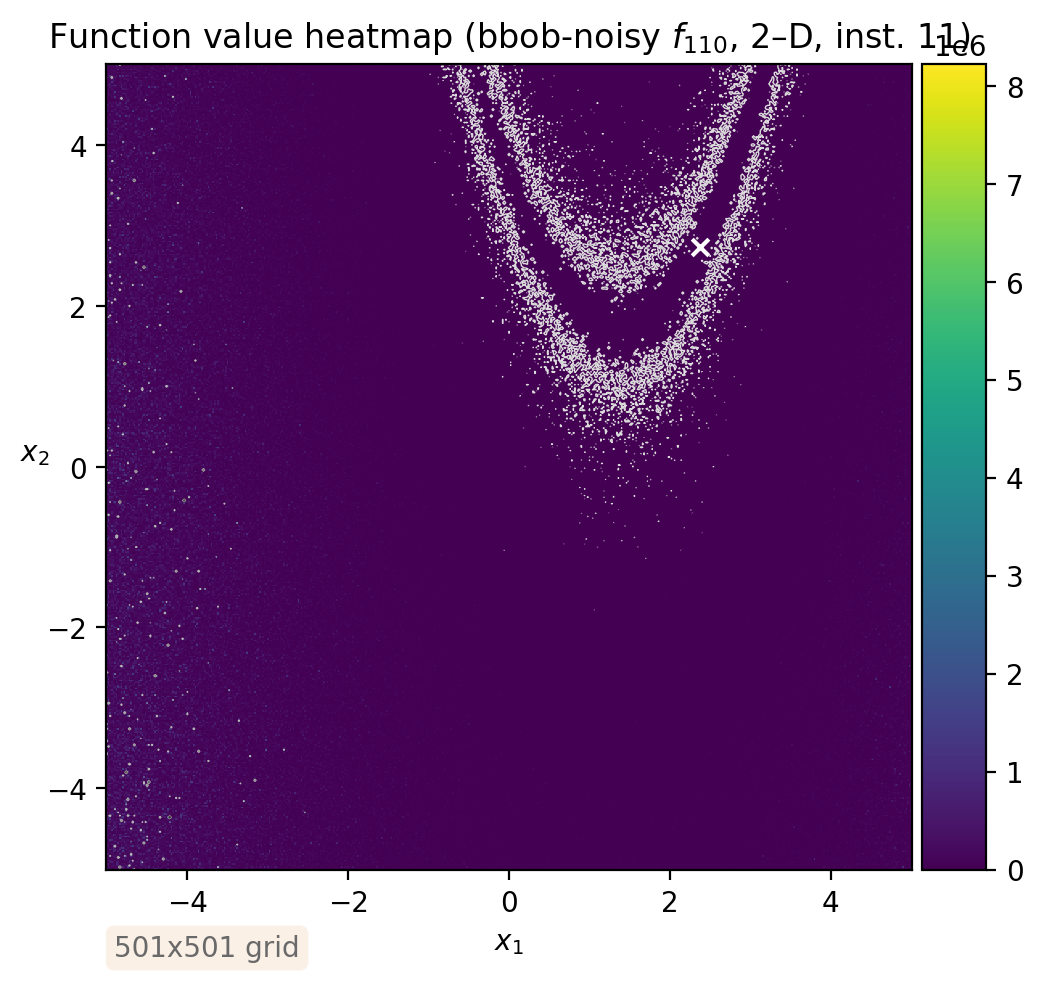 Function value heatmap (bbob-noisy f₁₁₀, 2–D, inst. 11)
1e6
8
7
6
5
4
3
2
1
0
4
2
0
−2
−4
x₂
−4 −2 0 2 4
x₁
501x501 grid